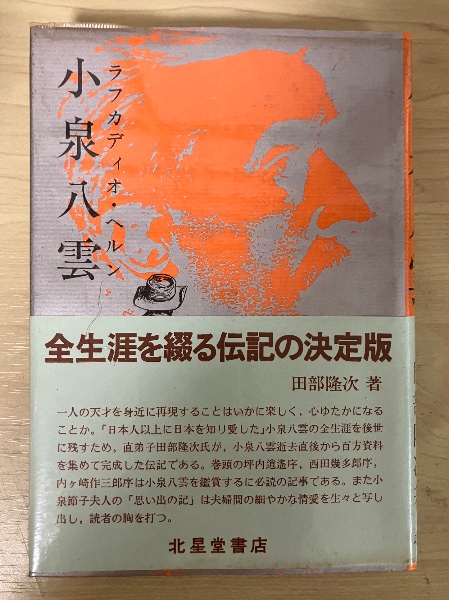 小泉八雲
ラフカディオ・ヘルン
全生涯を綴る伝記の決定版
田部隆次 著
一人の天才を身近に再現することはいかに楽しく，心ゆたかになる
ことか。「日本人以上に日本を知り愛した」小泉八雲の全生涯を後世
に残すため，直弟子田部隆次氏が，小泉八雲逝去直後から百方資料
を集めて完成した伝記である。巻頭の坪内逍遥序，西田幾多郎序，
内ヶ崎作三郎序は小泉八雲を鑑賞するに必読の記事である。また小
泉節子夫人の「思い出の記」は夫婦間の細やかな情愛を生々と写し
出し，読者の胸を打つ。
北星堂書店